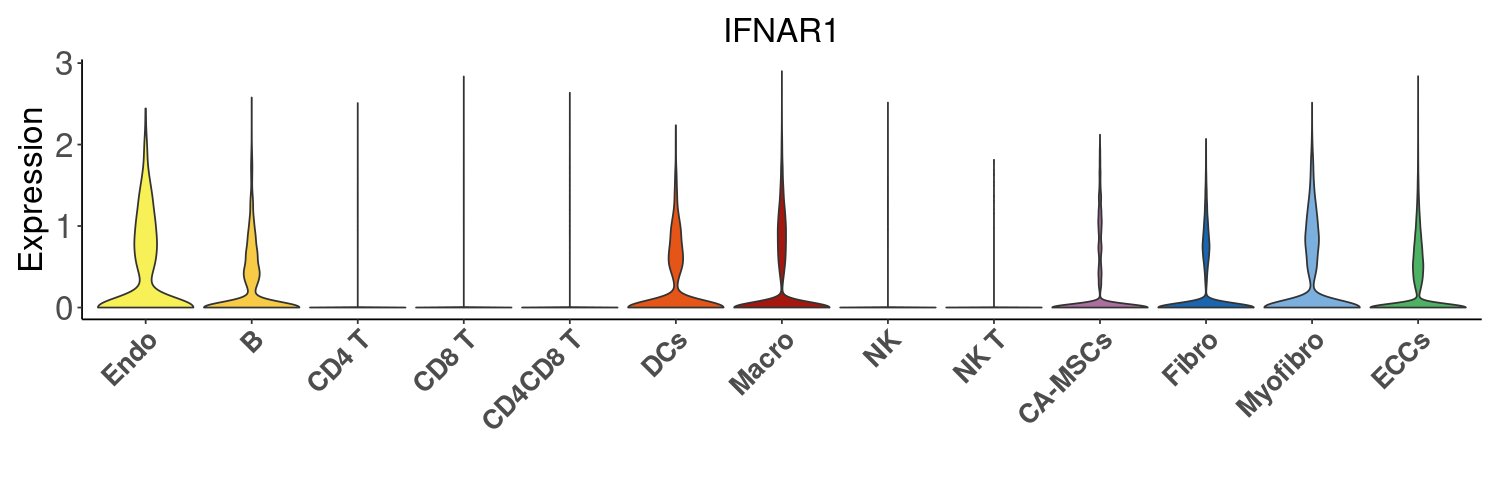 IFNAR1
Expression
3
2
1
0
Endo
B
CD4 T
CD8 T
CD4CD8 T
DCs
Macro
NK
NK T
CA-MSCs
Fibro
Myofibro
ECCs